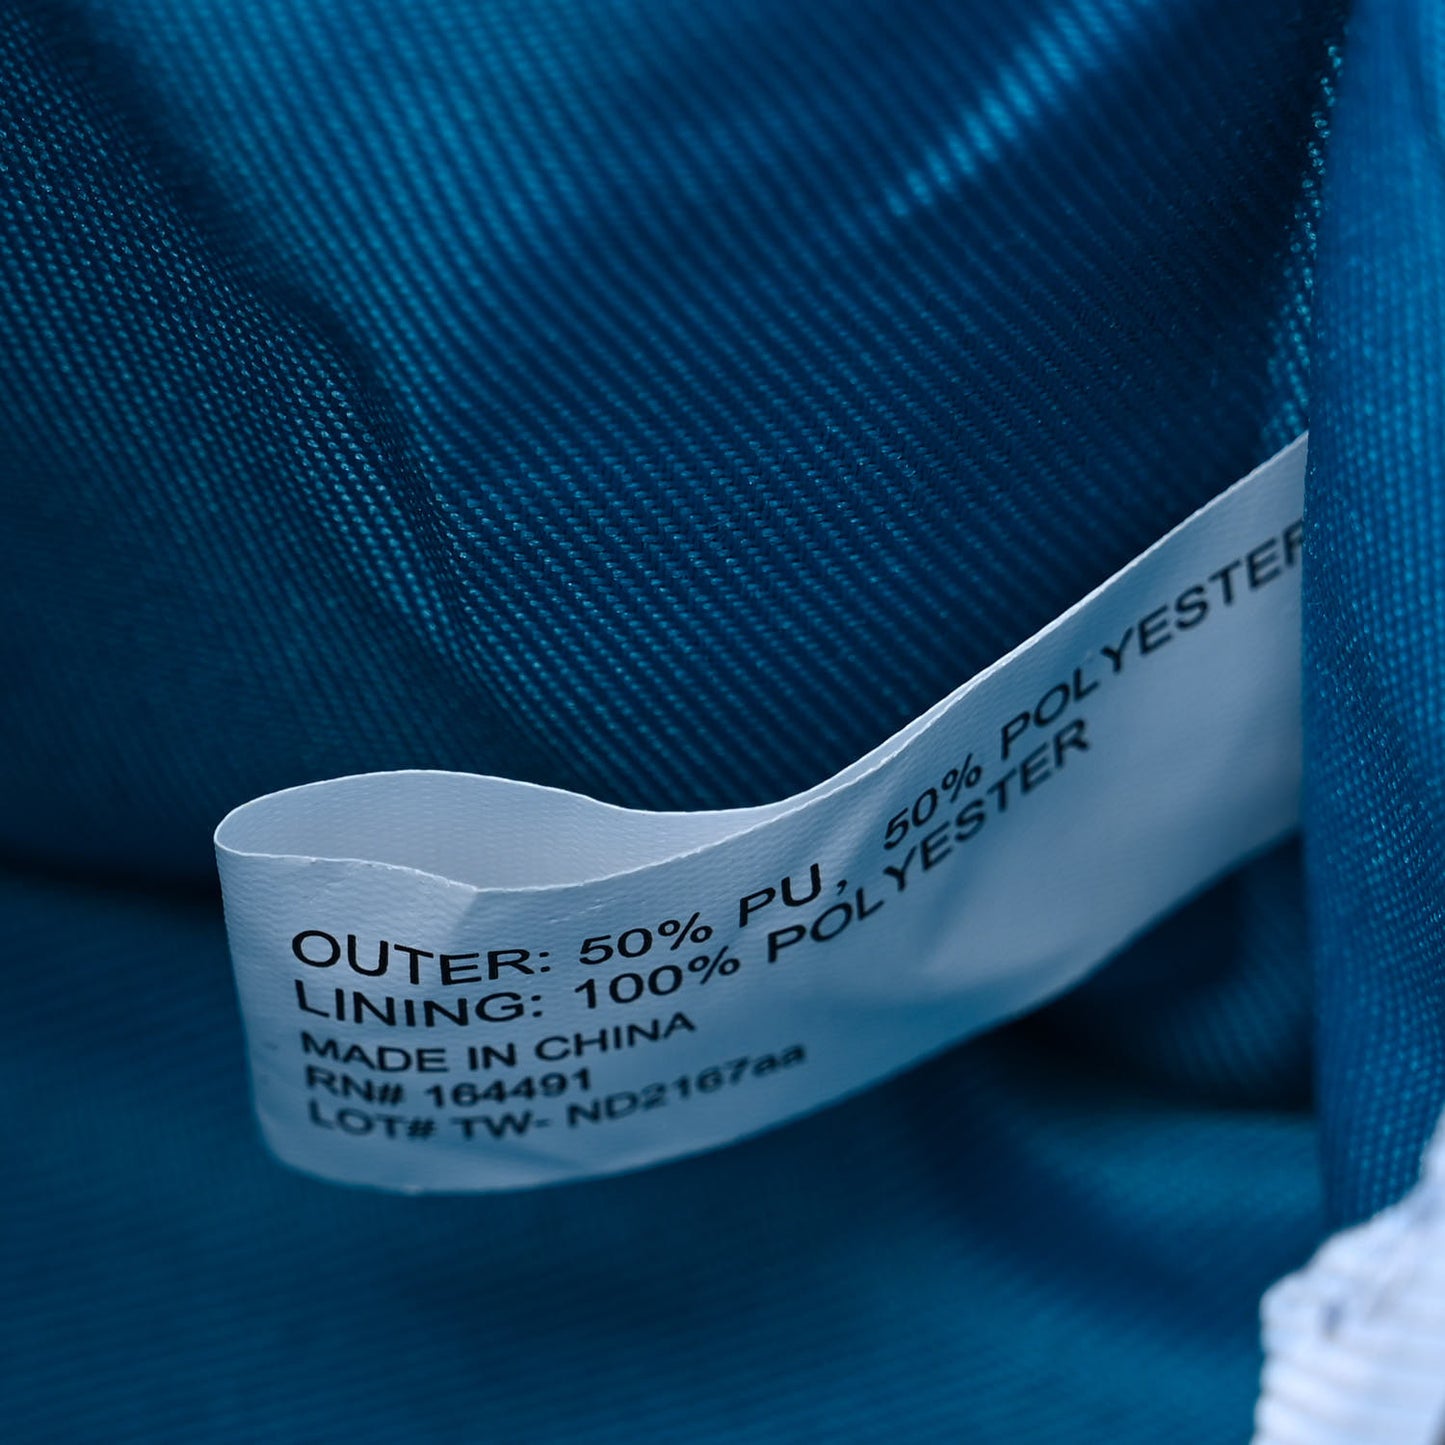 OUTER: 50% PU, 50% POLYESTER
LINING: 100% POLYESTER
MADE IN CHINA
RN# 164491
LOT# TW- ND2167aa